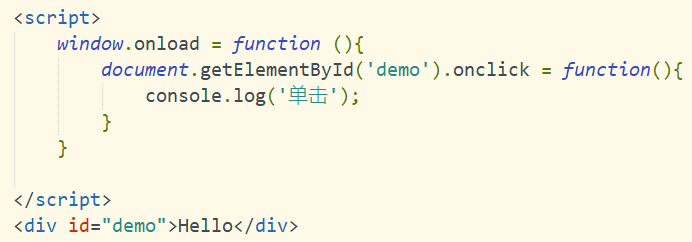 <script>
window.onload = function (){
document.getElementById('demo').onclick = function(){
console.log('单击');
}
}
</script>
<div id="demo">Hello</div>